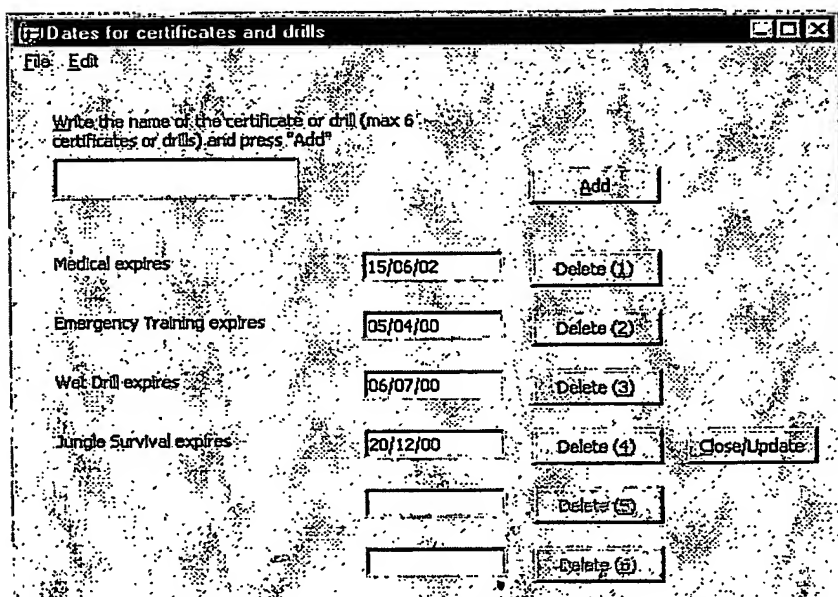 Dates for certificates and drills
File Edit
Write the name of the certificate or drill (max 6
certificates or drills) and press "Add"
Add
Medical expires 15/06/02 Delete (1)
Emergency Training expires 05/04/00 Delete (2)
Wet Drill expires 06/07/00 Delete (3)
Jungle Survival expires 20/12/00 Delete (4) Close/Update
Delete (5)
Delete (6)